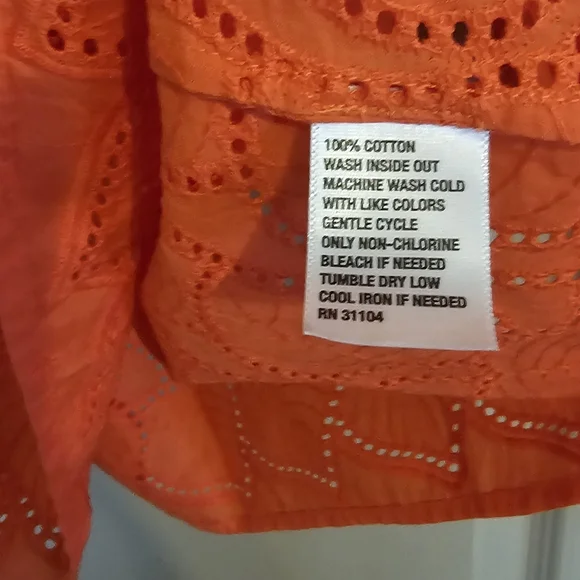 100% COTTON
WASH INSIDE OUT
MACHINE WASH COLD
WITH LIKE COLORS
GENTLE CYCLE
ONLY NON-CHLORINE
BLEACH IF NEEDED
TUMBLE DRY LOW
COOL IRON IF NEEDED
RN 31104